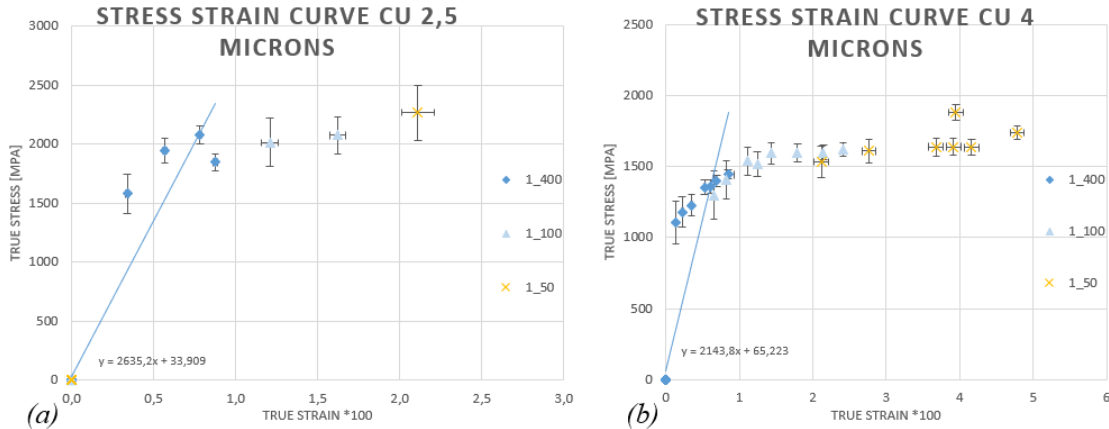 STRESS STRAIN CURVE CU 2,5
MICRONS
TRUE STRESS [MPA]
3000
2500
2000
1500
1000
500
0
0,0 0,5 1,0 1,5 2,0 2,5 3,0
TRUE STRAIN *100
y = 2635,2x + 33,909
1_400
1_100
1_50
(a)
STRESS STRAIN CURVE CU 4
MICRONS
TRUE STRESS [MPA]
2500
2000
1500
1000
500
0
0 1 2 3 4 5 6
TRUE STRAIN *100
y = 2143,8x + 65,223
1_400
1_100
1_50
(b)